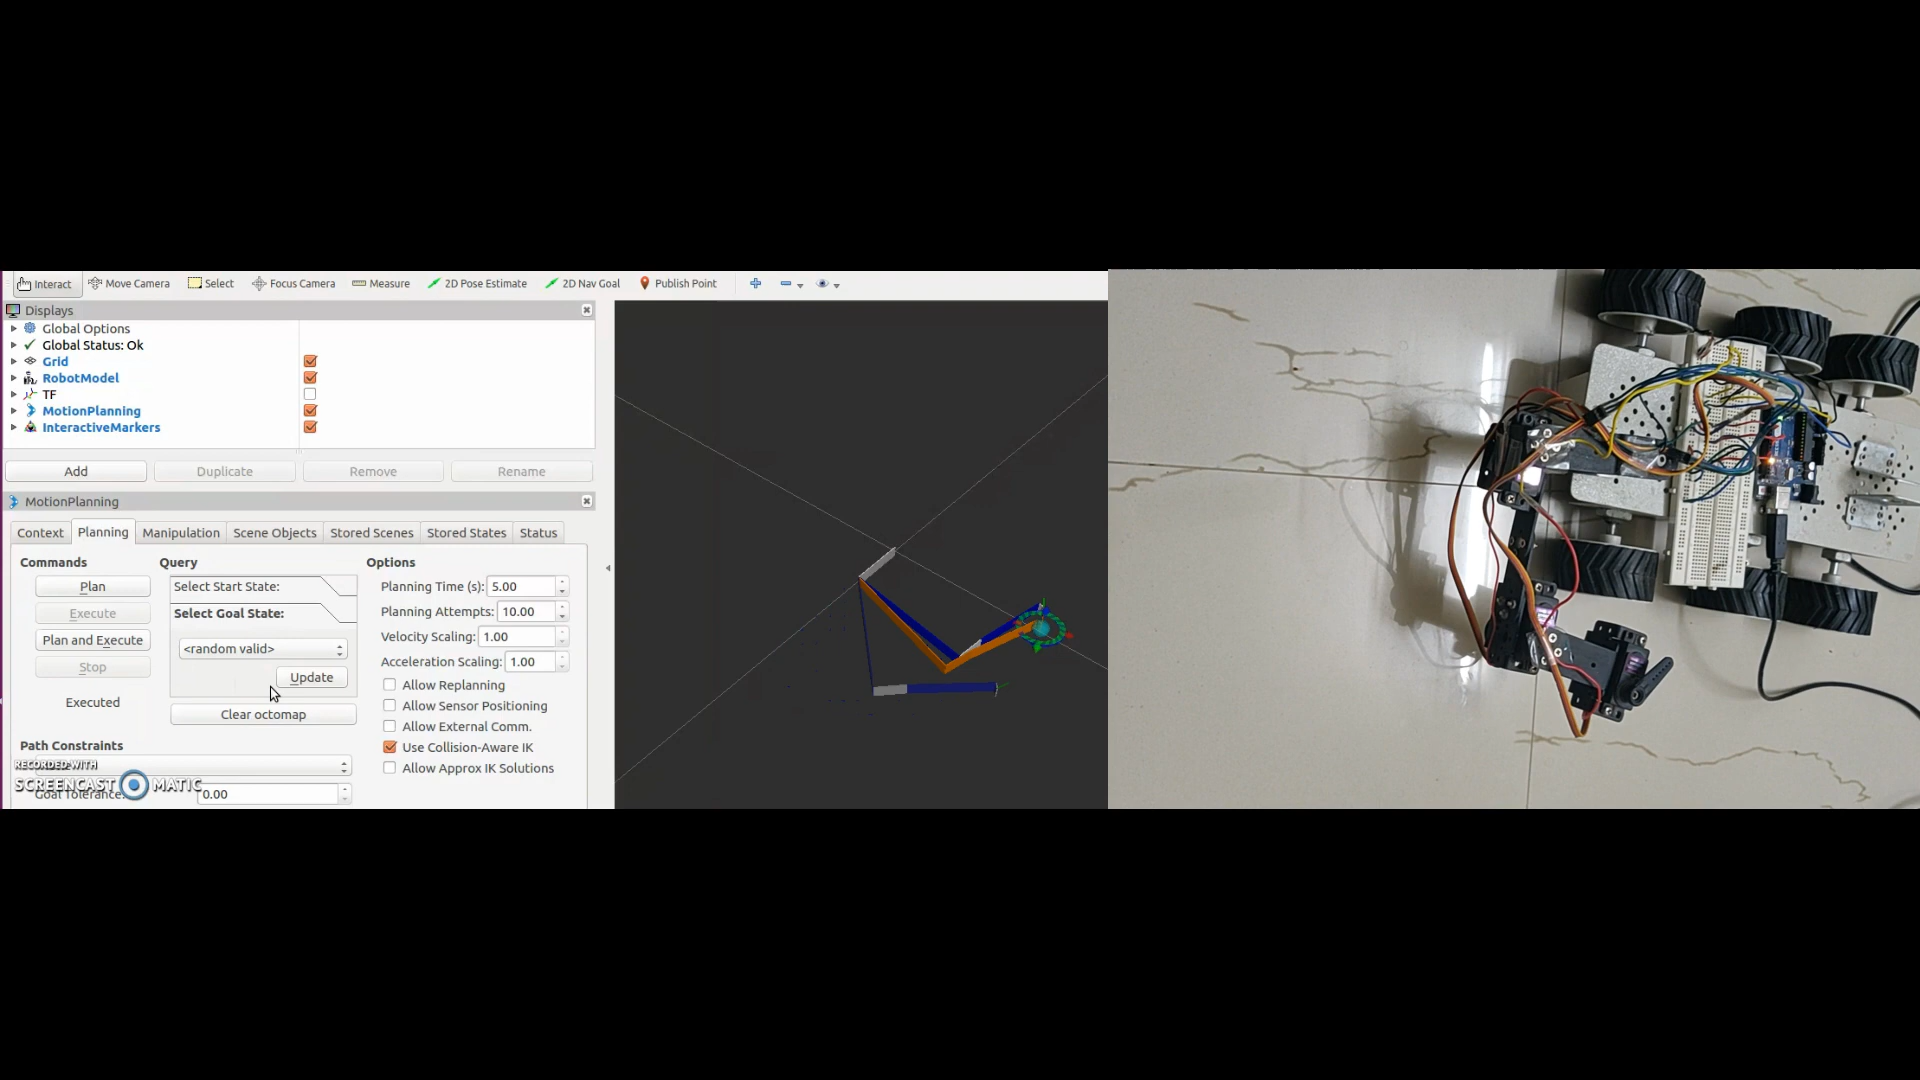 Interact Move Camera Select Focus Camera Measure 2D Pose Estimate 2D Nav Goal Publish Point
Displays
Global Options
Global Status: Ok
Grid
RobotModel
TF
MotionPlanning
InteractiveMarkers
Add Duplicate Remove Rename
MotionPlanning
Context Planning Manipulation Scene Objects Stored Scenes Stored States Status
Commands Query Options
Plan Select Start State: Planning Time (s): 5.00
Execute Select Goal State: Planning Attempts: 10.00
Plan and Execute <random valid> Velocity Scaling: 1.00
Stop Update Acceleration Scaling: 1.00
Allow Replanning
Executed Clear octomap Allow Sensor Positioning
Allow External Comm.
Path Constraints Use Collision-Aware IK
Allow Approx IK Solutions
RECORDED WITH
SCREENCAST MATIC
Goal Tolerance: 0.00